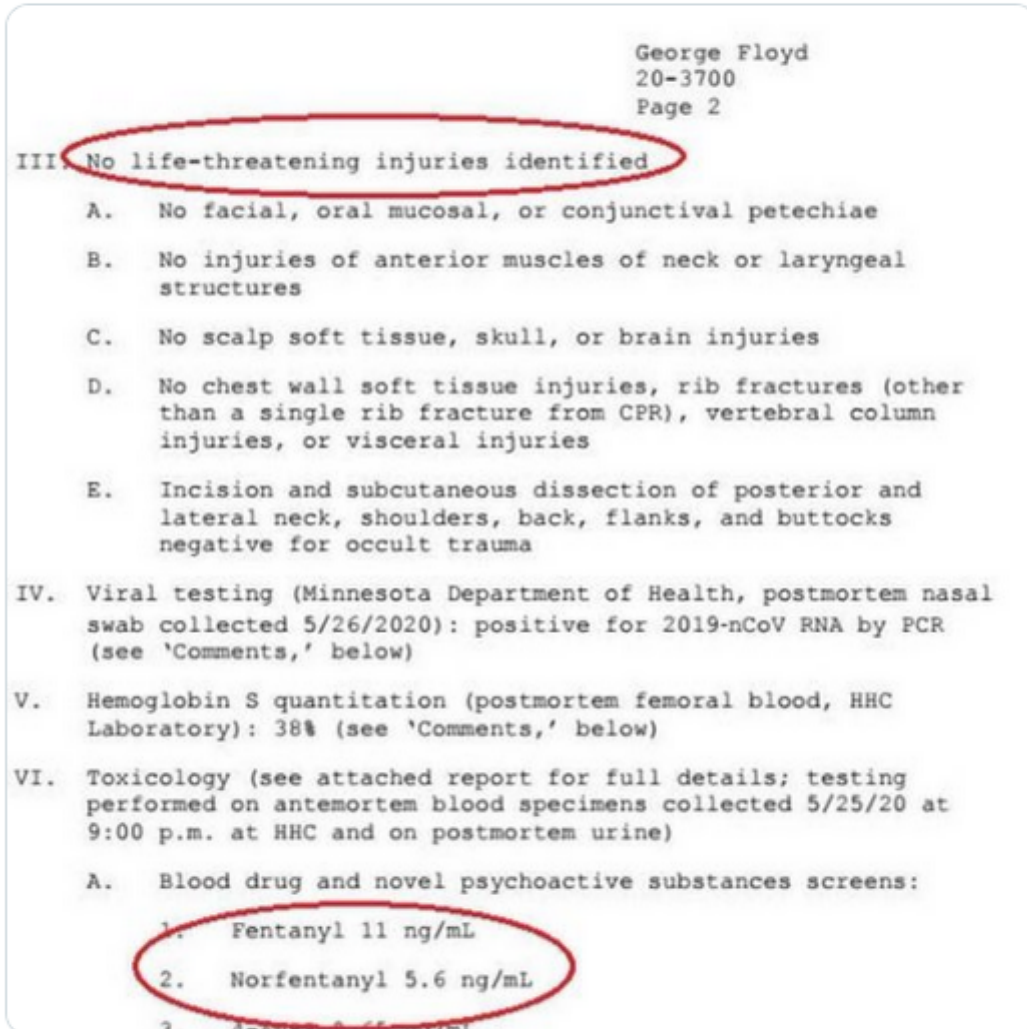 George Floyd
20-3700
Page 2
III. No life-threatening injuries identified
A. No facial, oral mucosal, or conjunctival petechiae
B. No injuries of anterior muscles of neck or laryngeal
structures
C. No scalp soft tissue, skull, or brain injuries
D. No chest wall soft tissue injuries, rib fractures (other
than a single rib fracture from CPR), vertebral column
injuries, or visceral injuries
E. Incision and subcutaneous dissection of posterior and
lateral neck, shoulders, back, flanks, and buttocks
negative for occult trauma
IV. Viral testing (Minnesota Department of Health, postmortem nasal
swab collected 5/26/2020): positive for 2019-nCoV RNA by PCR
(see ‘Comments,’ below)
V. Hemoglobin S quantitation (postmortem femoral blood, HHC
Laboratory): 38% (see ‘Comments,’ below)
VI. Toxicology (see attached report for full details; testing
performed on antemortem blood specimens collected 5/25/20 at
9:00 p.m. at HHC and on postmortem urine)
A. Blood drug and novel psychoactive substances screens:
1. Fentanyl 11 ng/mL
2. Norfentanyl 5.6 ng/mL